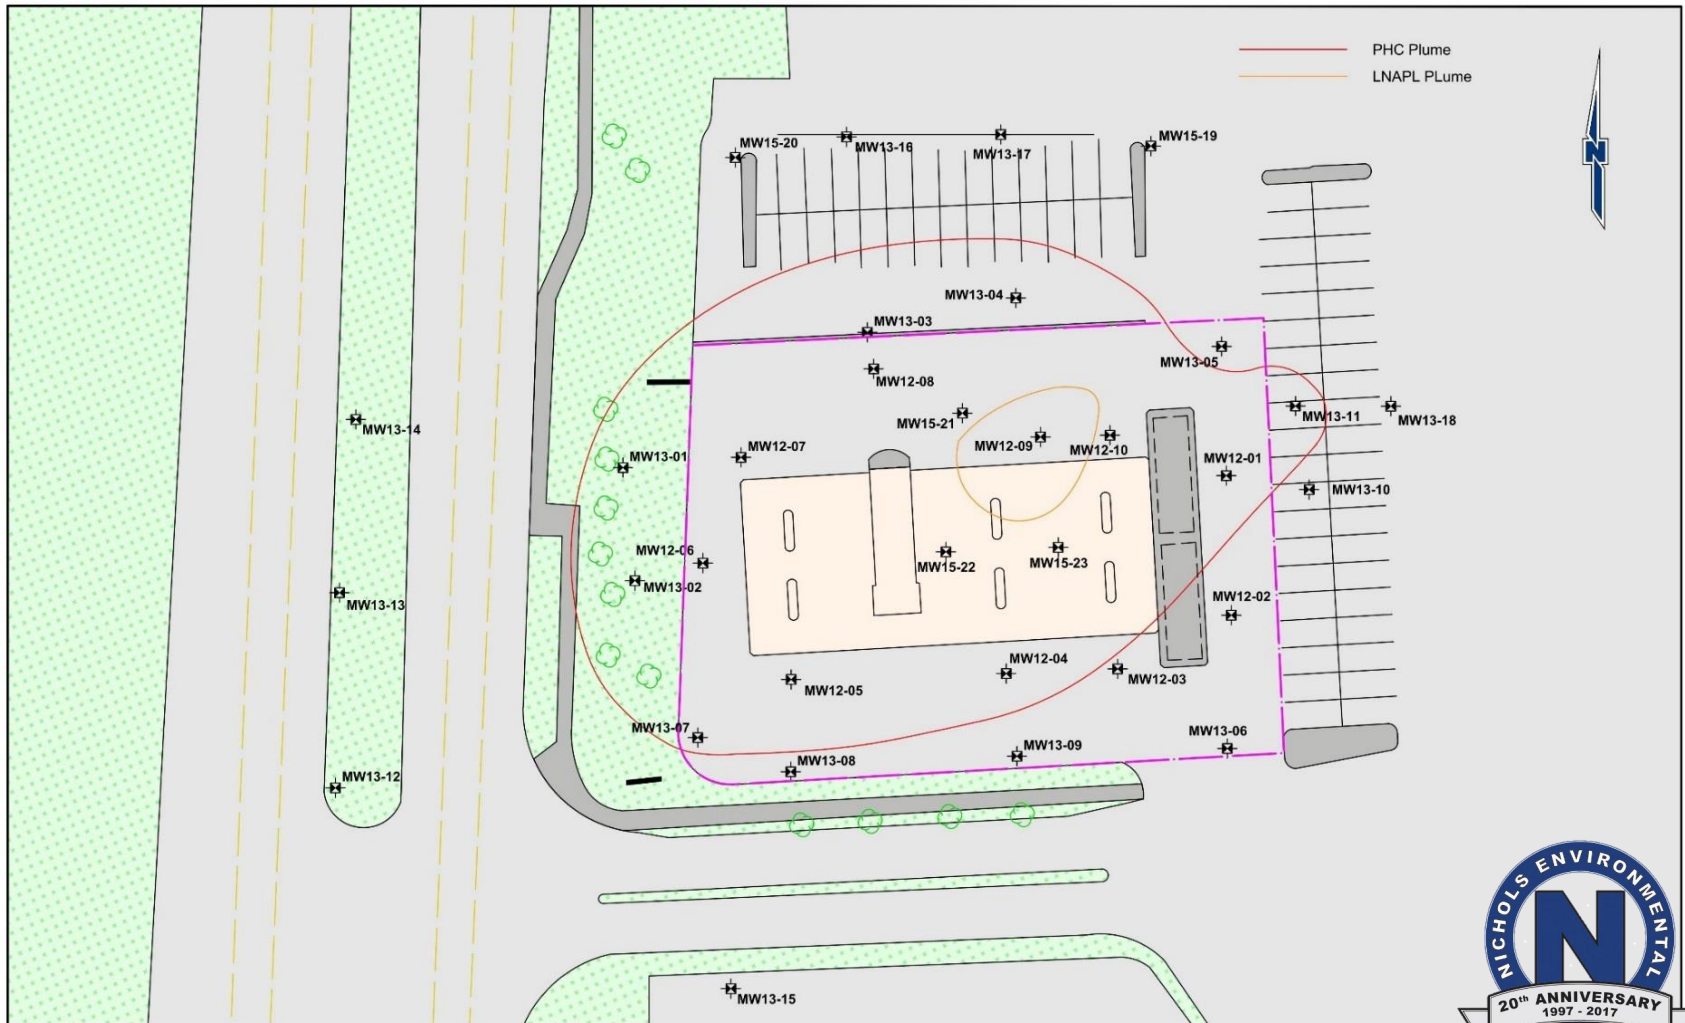 PHC Plume
LNAPL PLume
N
MW15-20
MW13-16
MW13-17
MW15-19
MW13-04
MW13-03
MW13-05
MW12-08
MW15-21
MW12-09
MW12-10
MW13-11
MW13-18
MW13-14
MW13-01
MW12-07
MW12-01
MW13-10
MW12-06
MW13-02
MW15-22
MW15-23
MW13-13
MW12-02
MW12-05
MW12-04
MW12-03
MW13-07
MW13-08
MW13-09
MW13-06
MW13-12
MW13-15
NICHOLS ENVIRONMENTAL
N
20th ANNIVERSARY
1997 - 2017